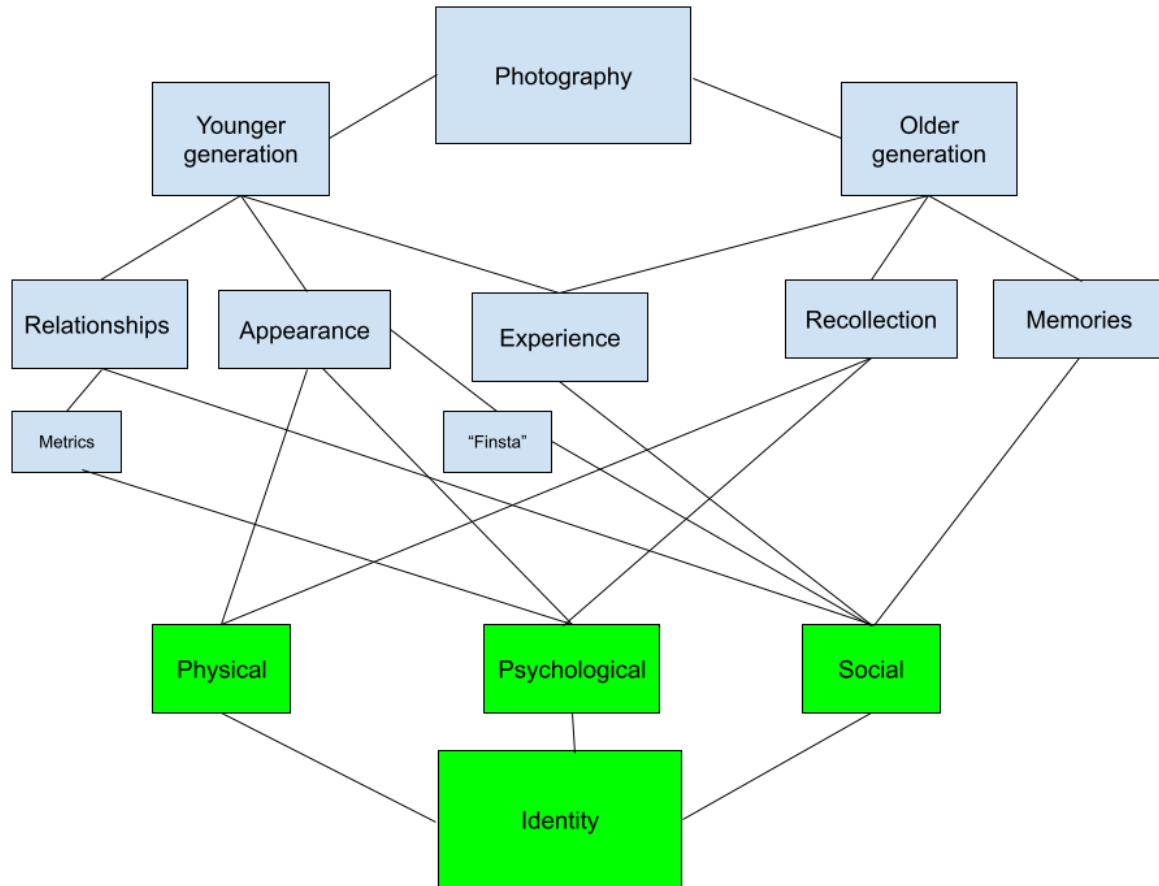 Photography
Younger
generation
Older
generation
Relationships
Appearance
Experience
Recollection
Memories
Metrics
“Finsta”
Physical
Psychological
Social
Identity